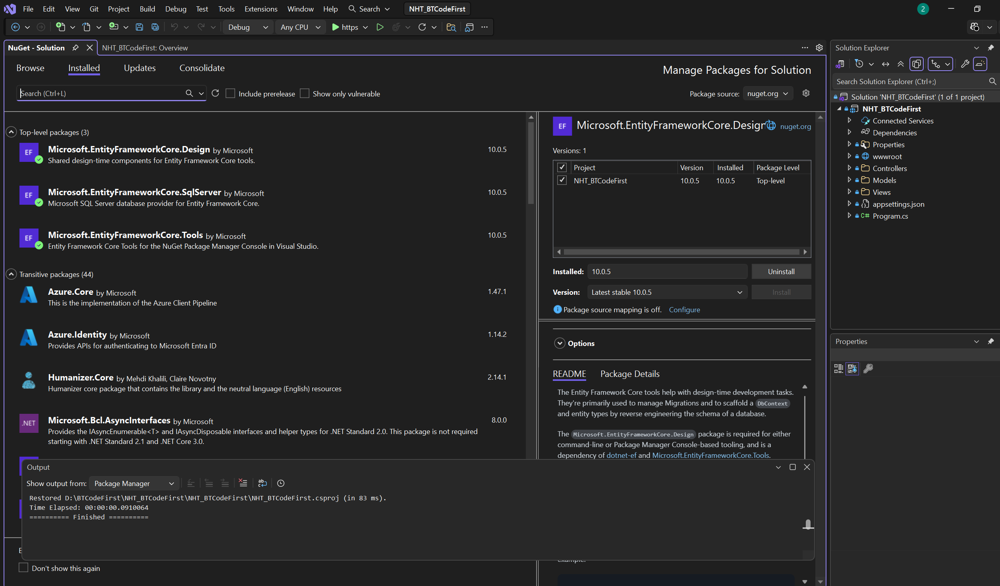 File Edit View Git Project Build Debug Test Tools Extensions Window Help Search NHT_BTCodeFirst 2
Debug Any CPU https
NuGet - Solution NHT_BTCodeFirst: Overview
Browse Installed Updates Consolidate
Manage Packages for Solution
Search (Ctrl+L) Include prerelease Show only vulnerable
Package source: nuget.org
Top-level packages (3)
EF Microsoft.EntityFrameworkCore.Design by Microsoft 10.0.5
Shared design-time components for Entity Framework Core tools.
EF Microsoft.EntityFrameworkCore.SqlServer by Microsoft 10.0.5
Microsoft SQL Server database provider for Entity Framework Core.
EF Microsoft.EntityFrameworkCore.Tools by Microsoft 10.0.5
Entity Framework Core Tools for the NuGet Package Manager Console in Visual Studio.
Transitive packages (44)
Azure.Core by Microsoft 1.47.1
This is the implementation of the Azure Client Pipeline
Azure.Identity by Microsoft 1.14.2
Provides APIs for authenticating to Microsoft Entra ID
Humanizer.Core by Mehdi Khalili, Claire Novotny 2.14.1
Humanizer core package that contains the library and the neutral language (English) resources
.NET Microsoft.Bcl.AsyncInterfaces by Microsoft 8.0.0
Provides the IAsyncEnumerable<T> and IAsyncDisposable interfaces and helper types for .NET Standard 2.0. This package is not required
starting with .NET Standard 2.1 and .NET Core 3.0.
EF Microsoft.EntityFrameworkCore.Design nuget.org
Versions: 1
Project Version Installed Package Level
NHT_BTCodeFirst 10.0.5 10.0.5 Top-level
Installed: 10.0.5 Uninstall
Version: Latest stable 10.0.5 Install
Package source mapping is off. Configure
Options
README Package Details
The Entity Framework Core tools help with design-time development tasks.
They're primarily used to manage Migrations and to scaffold a DbContext
and entity types by reverse engineering the schema of a database.
The Microsoft.EntityFrameworkCore.Design package is required for either
command-line or Package Manager Console-based tooling, and is a
dependency of dotnet-ef and Microsoft.EntityFrameworkCore.Tools.
Output
Show output from: Package Manager
Restored D:\BTCodeFirst\NHT_BTCodeFirst\NHT_BTCodeFirst\NHT_BTCodeFirst.csproj (in 83 ms).
Time Elapsed: 00:00:00.0910064
========== Finished ==========
Don't show this again
Solution Explorer
Search Solution Explorer (Ctrl+;)
Solution 'NHT_BTCodeFirst' (1 of 1 project)
NHT_BTCodeFirst
Connected Services
Dependencies
Properties
wwwroot
Controllers
Models
Views
appsettings.json
C# Program.cs
Properties